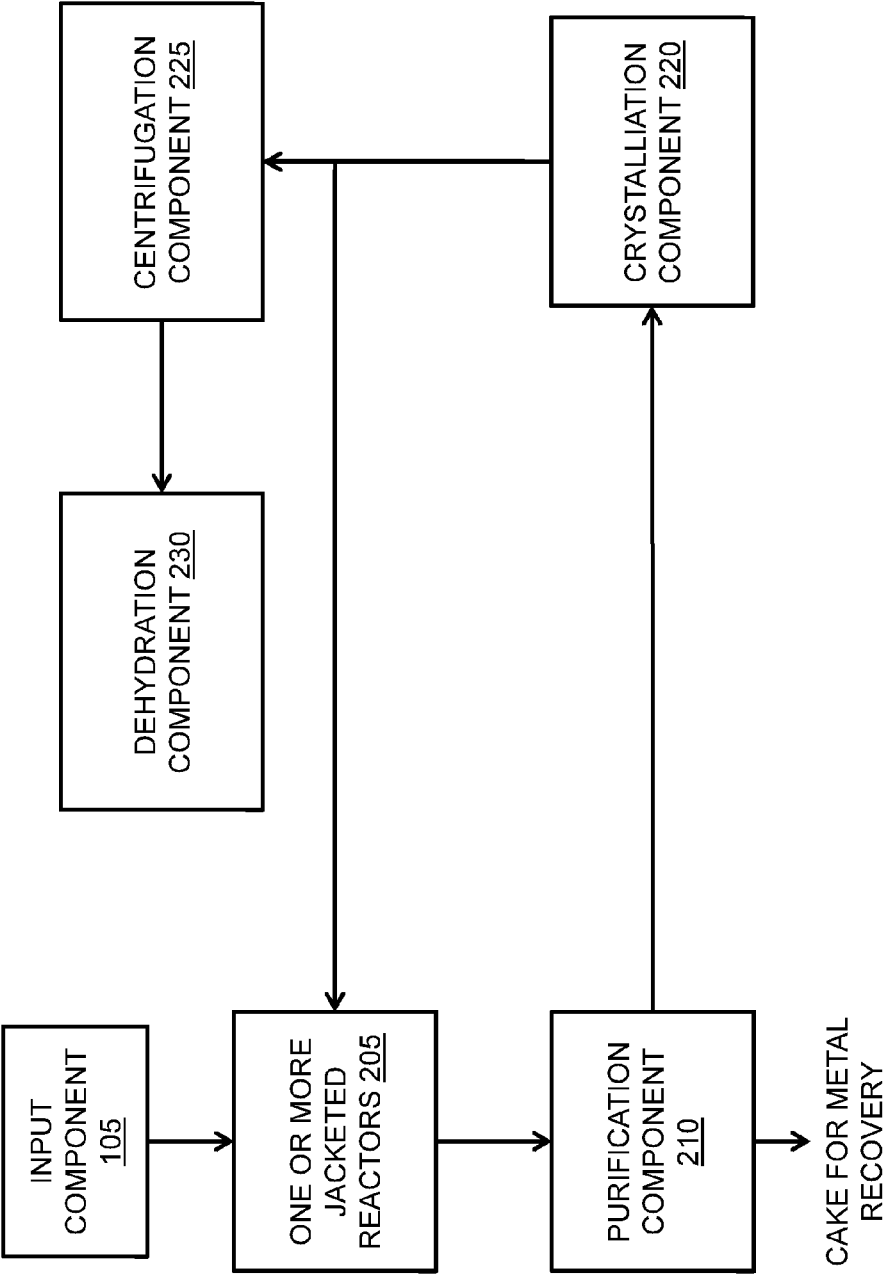 INPUT
COMPONENT
105
ONE OR MORE
JACKETED
REACTORS 205
PURIFICATION
COMPONENT
210
CAKE FOR METAL
RECOVERY
DEHYDRATION
COMPONENT 230
CENTRIFUGATION
COMPONENT 225
CRYSTALLIATION
COMPONENT 220